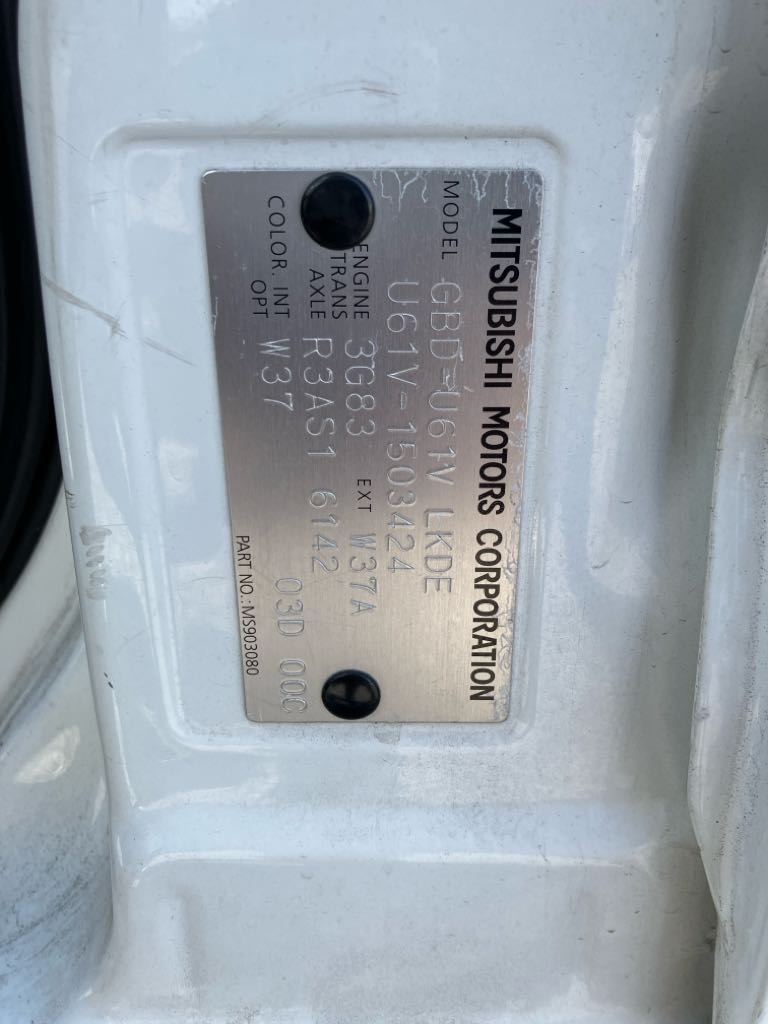 MITSUBISHI MOTORS CORPORATION
MODEL GBD-U61V LKDE
U61V-1503424
ENGINE 3G83 EXT W37A
TRANS AXLE R3AS1 6142
COLOR. INT OPT W37 03D 00C
PART NO.:MS903080